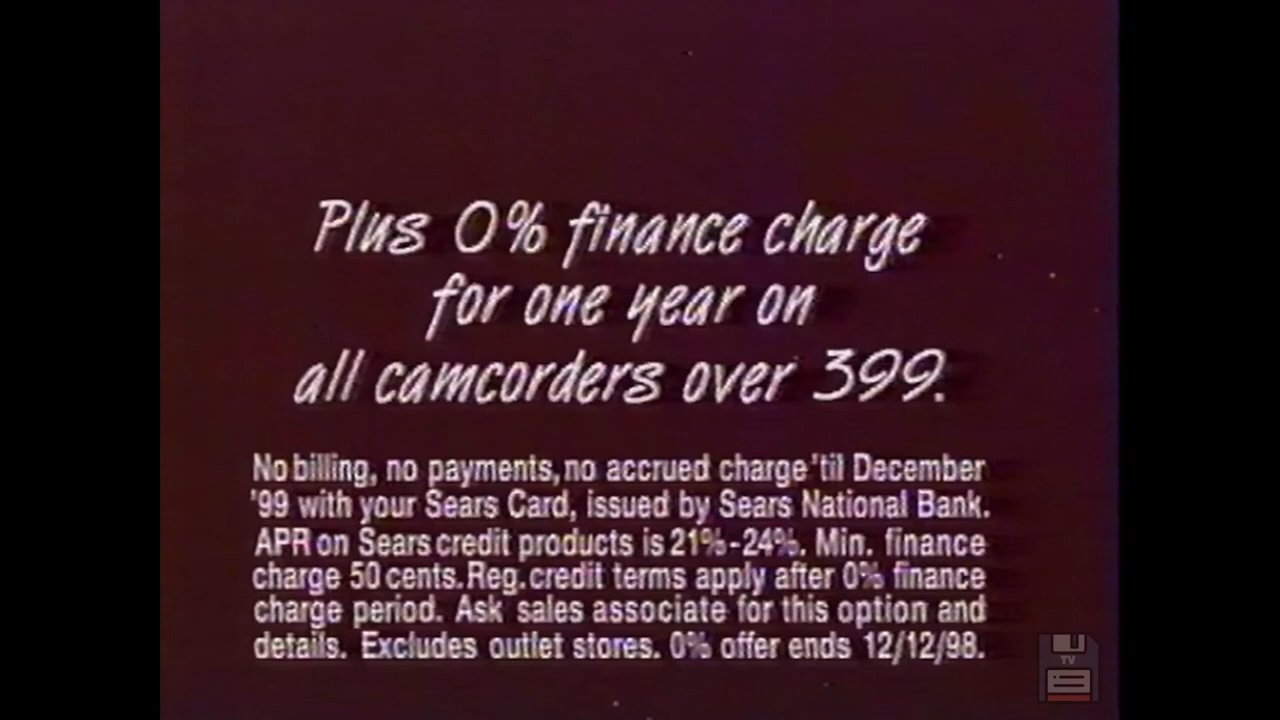 Plus 0% finance charge
for one year on
all camcorders over 399.
No billing, no payments, no accrued charge 'til December
'99 with your Sears Card, issued by Sears National Bank.
APR on Sears credit products is 21%-24%. Min. finance
charge 50 cents. Reg. credit terms apply after 0% finance
charge period. Ask sales associate for this option and
details. Excludes outlet stores. 0% offer ends 12/12/98.
TV